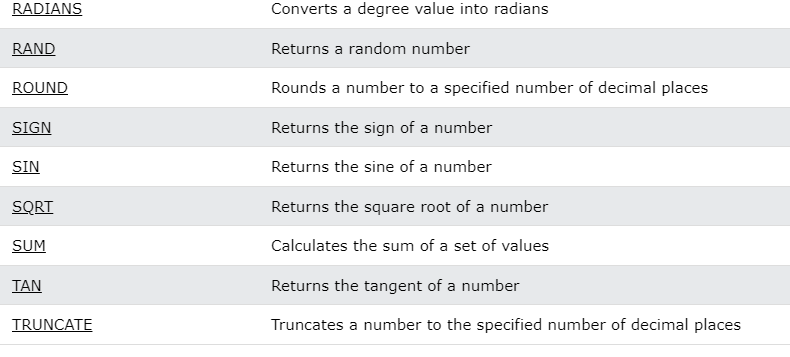 RADIANS Converts a degree value into radians
RAND Returns a random number
ROUND Rounds a number to a specified number of decimal places
SIGN Returns the sign of a number
SIN Returns the sine of a number
SQRT Returns the square root of a number
SUM Calculates the sum of a set of values
TAN Returns the tangent of a number
TRUNCATE Truncates a number to the specified number of decimal places